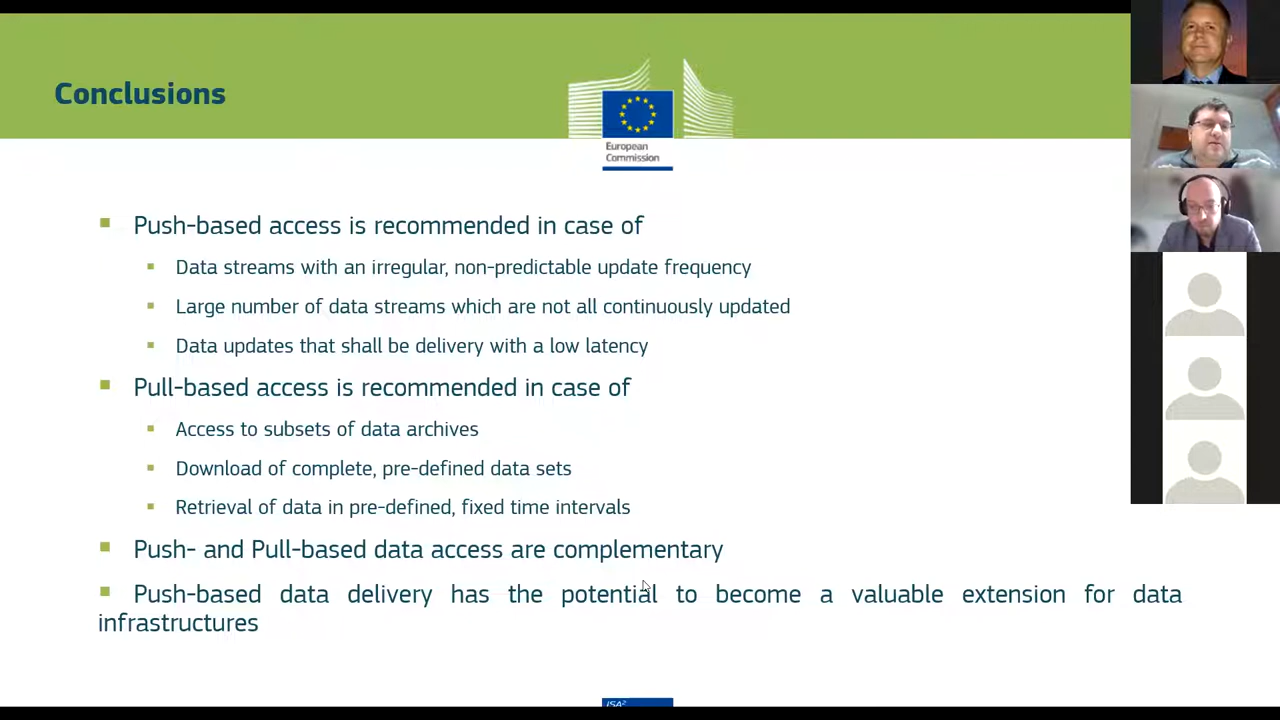 Conclusions
European
Commission
Push-based access is recommended in case of
Data streams with an irregular, non-predictable update frequency
Large number of data streams which are not all continuously updated
Data updates that shall be delivery with a low latency
Pull-based access is recommended in case of
Access to subsets of data archives
Download of complete, pre-defined data sets
Retrieval of data in pre-defined, fixed time intervals
Push- and Pull-based data access are complementary
Push-based data delivery has the potential to become a valuable extension for data
infrastructures
ISA²